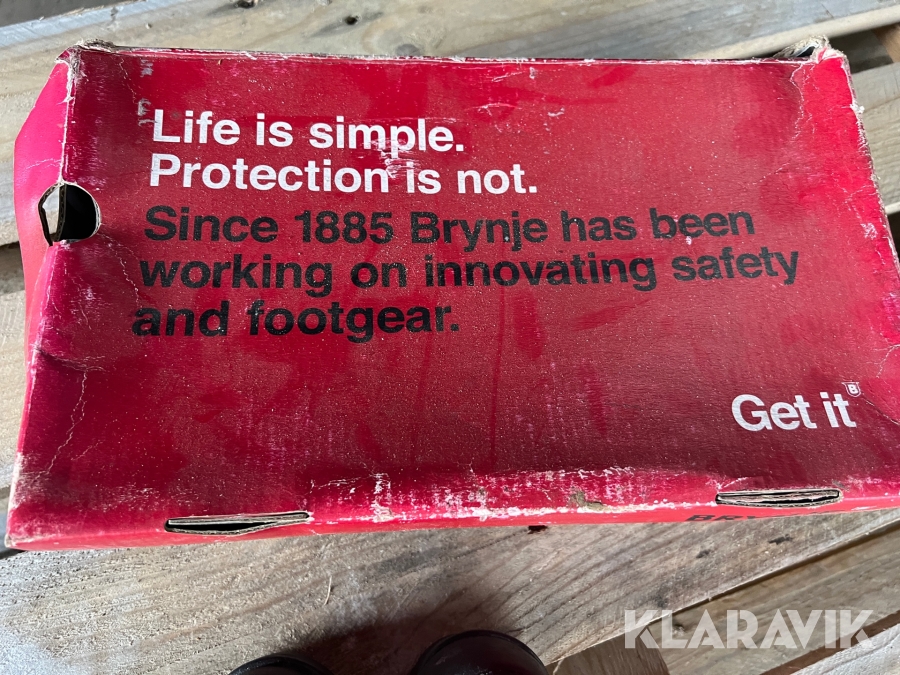 Life is simple.
Protection is not.
Since 1885 Brynje has been
working on innovating safety
and footgear.
Get it
B
KLARAVIK